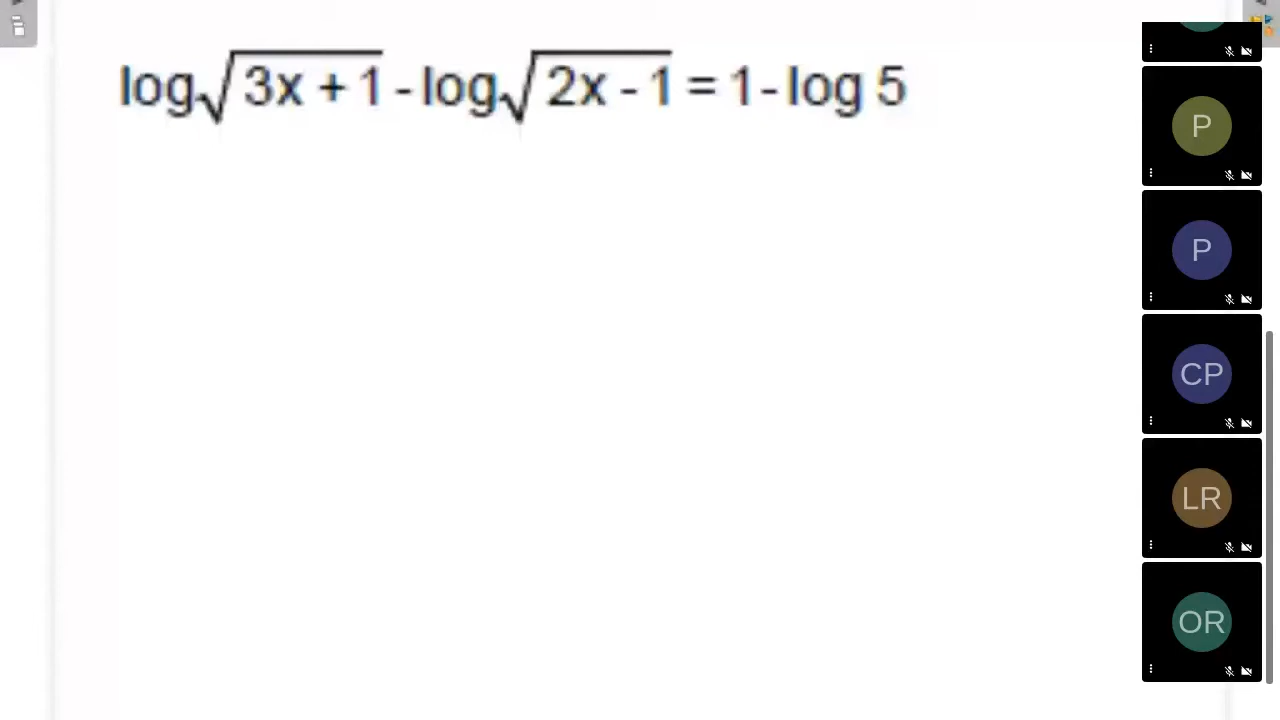 log√(3x + 1) - log√(2x - 1) = 1 - log 5
P
P
CP
LR
OR